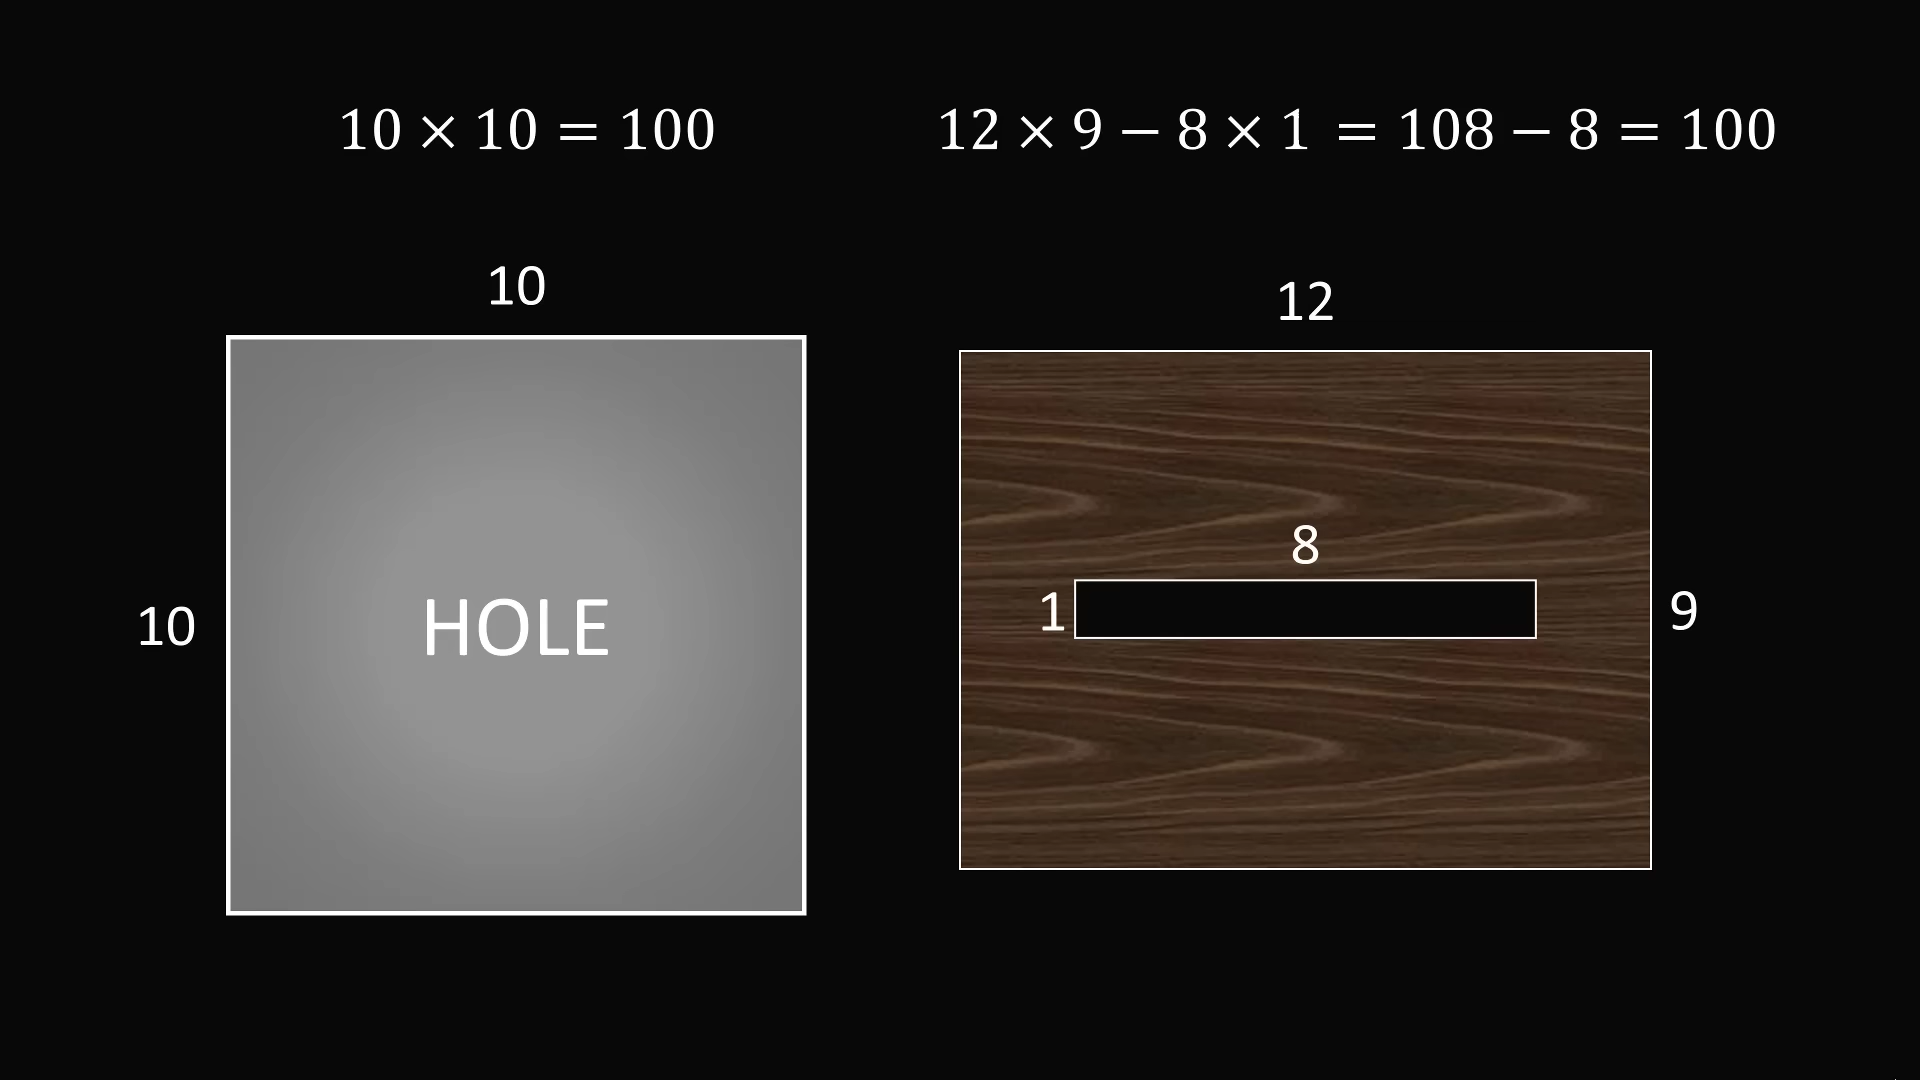 10 × 10 = 100
12 × 9 − 8 × 1 = 108 − 8 = 100
10
10
HOLE
12
8
1
9